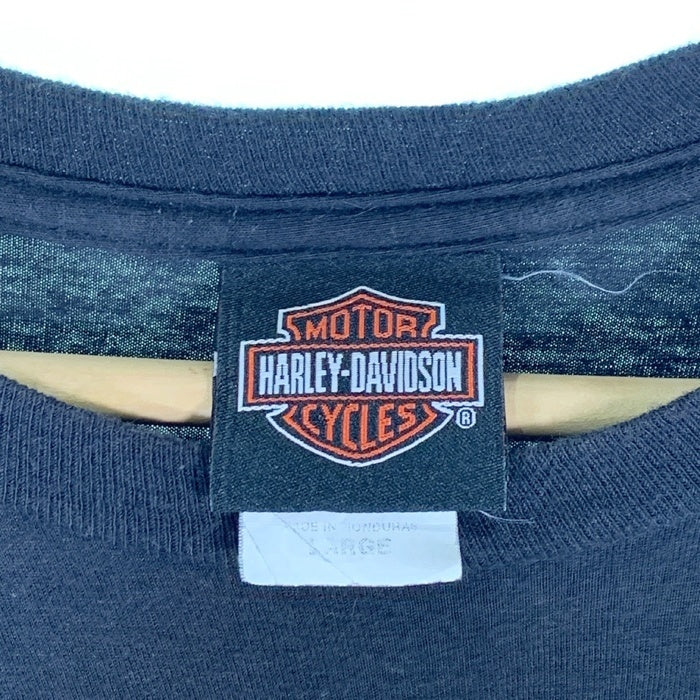 MOTOR
HARLEY-DAVIDSON
CYCLES
®
MADE IN HONDURAS
LARGE